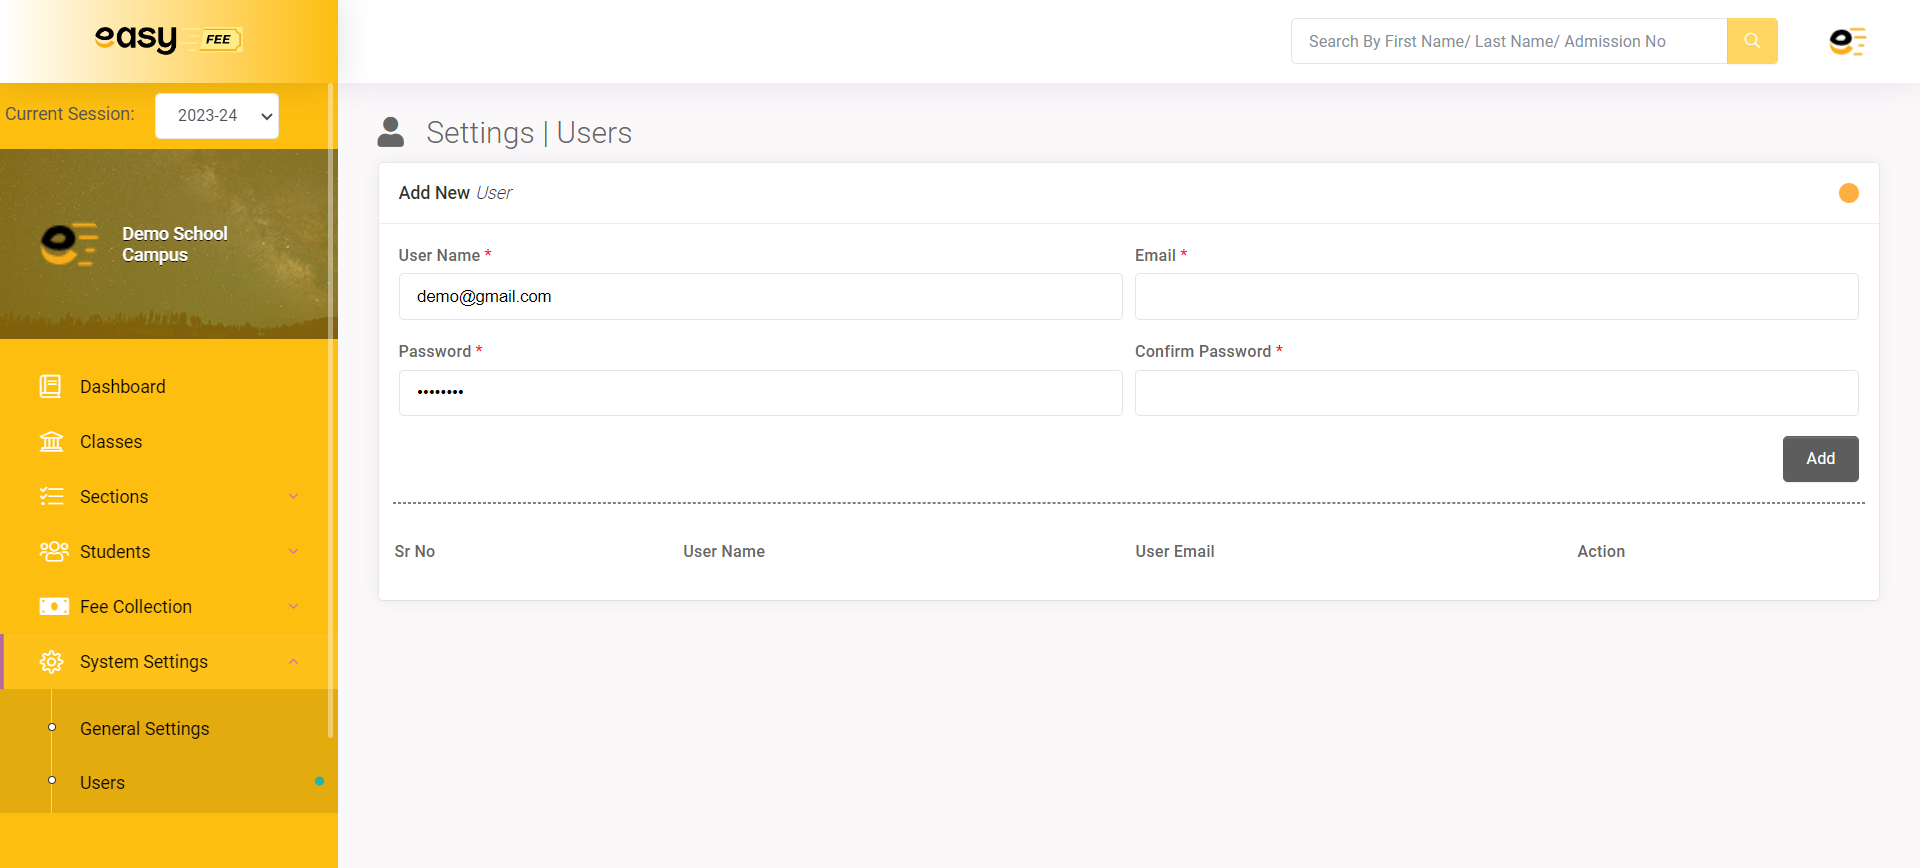 easy FEE
Search By First Name/ Last Name/ Admission No
Current Session: 2023-24
Demo School
Campus
Dashboard
Classes
Sections
Students
Fee Collection
System Settings
General Settings
Users
Settings | Users
Add New User
User Name * Email *
demo@gmail.com
Password * Confirm Password *
••••••••
Add
Sr No User Name User Email Action